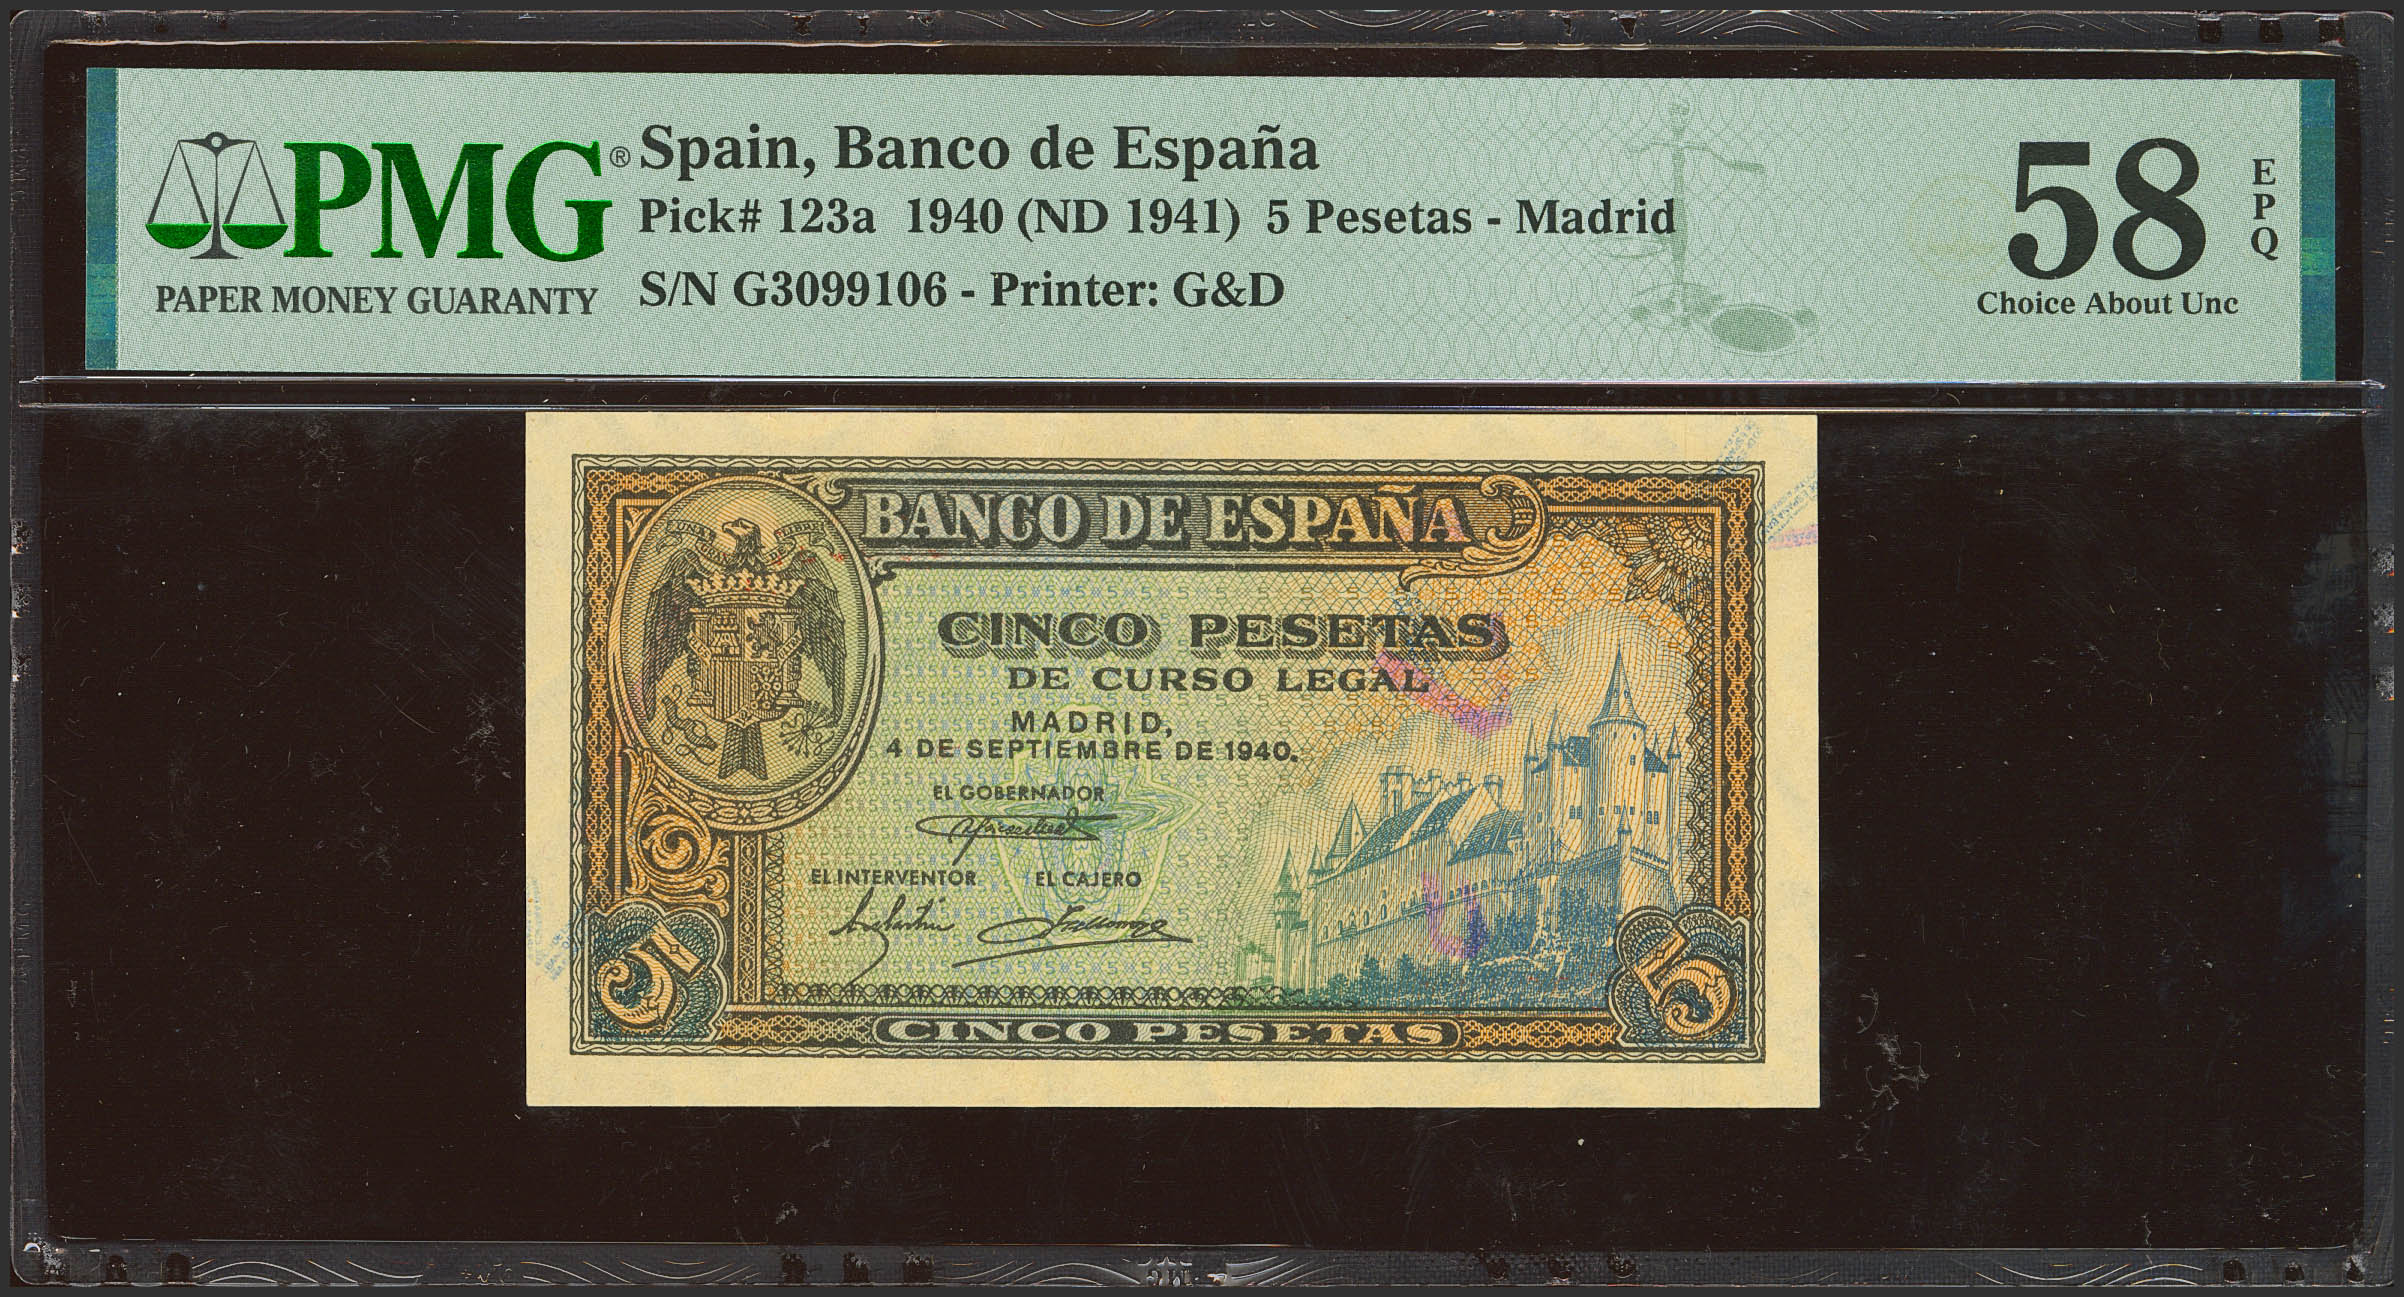 PMG®
PAPER MONEY GUARANTY
Spain, Banco de España
Pick# 123a 1940 (ND 1941) 5 Pesetas - Madrid
S/N G3099106 - Printer: G&D
58
EPQ
Choice About Unc
BANCO DE ESPAÑA
CINCO PESETAS
DE CURSO LEGAL
MADRID,
4 DE SEPTIEMBRE DE 1940.
EL GOBERNADOR
EL INTERVENTOR EL CAJERO
5 5
CINCO PESETAS